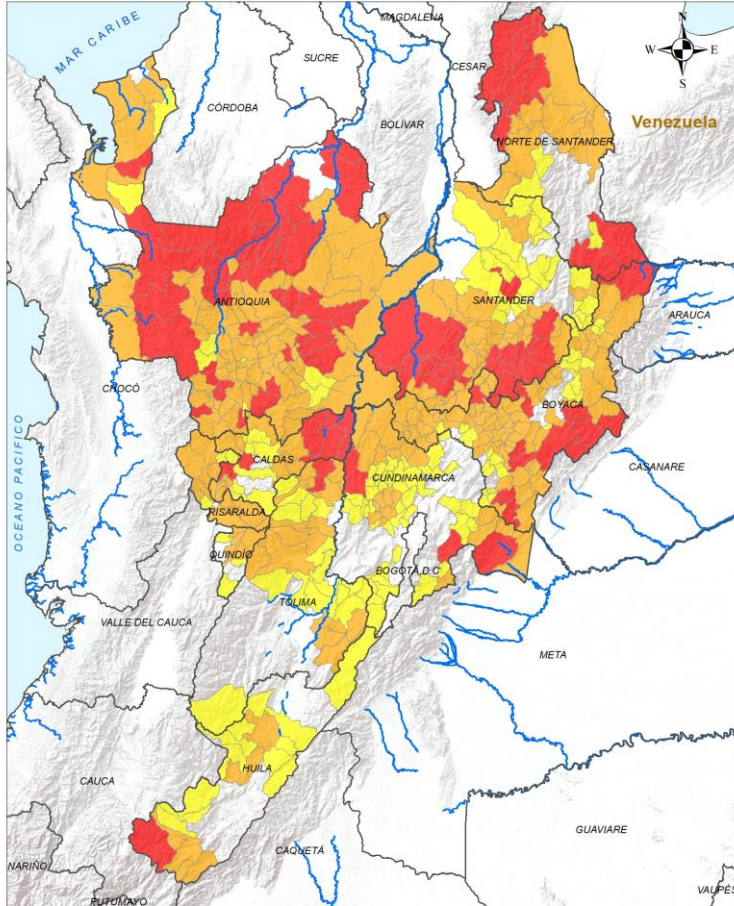 MAGDALENA
N
MAR CARIBE
SUCRE
CESAR
W
E
S
CÓRDOBA
BOLÍVAR
Venezuela
NORTE DE SANTANDER
ANTIOQUIA
SANTANDER
ARAUCA
CHOCÓ
BOYACÁ
OCEANO PACIFICO
CALDAS
CUNDINAMARCA
CASANARE
RISARALDA
QUINDÍO
BOGOTÁ D.C
TOLIMA
VALLE DEL CAUCA
META
HUILA
CAUCA
GUAVIARE
CAQUETÁ
NARIÑO
PUTUMAYO
VAUPÉS